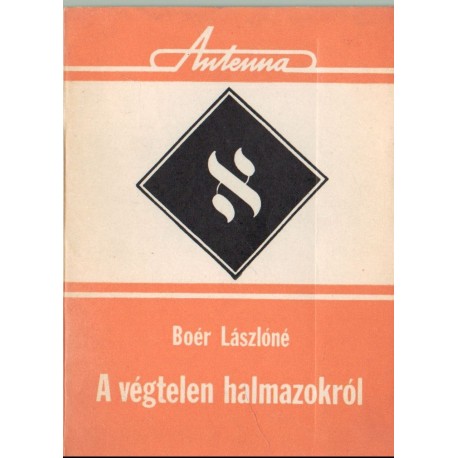 Antenna
ℵ
Boér Lászlóné
A végtelen halmazokról